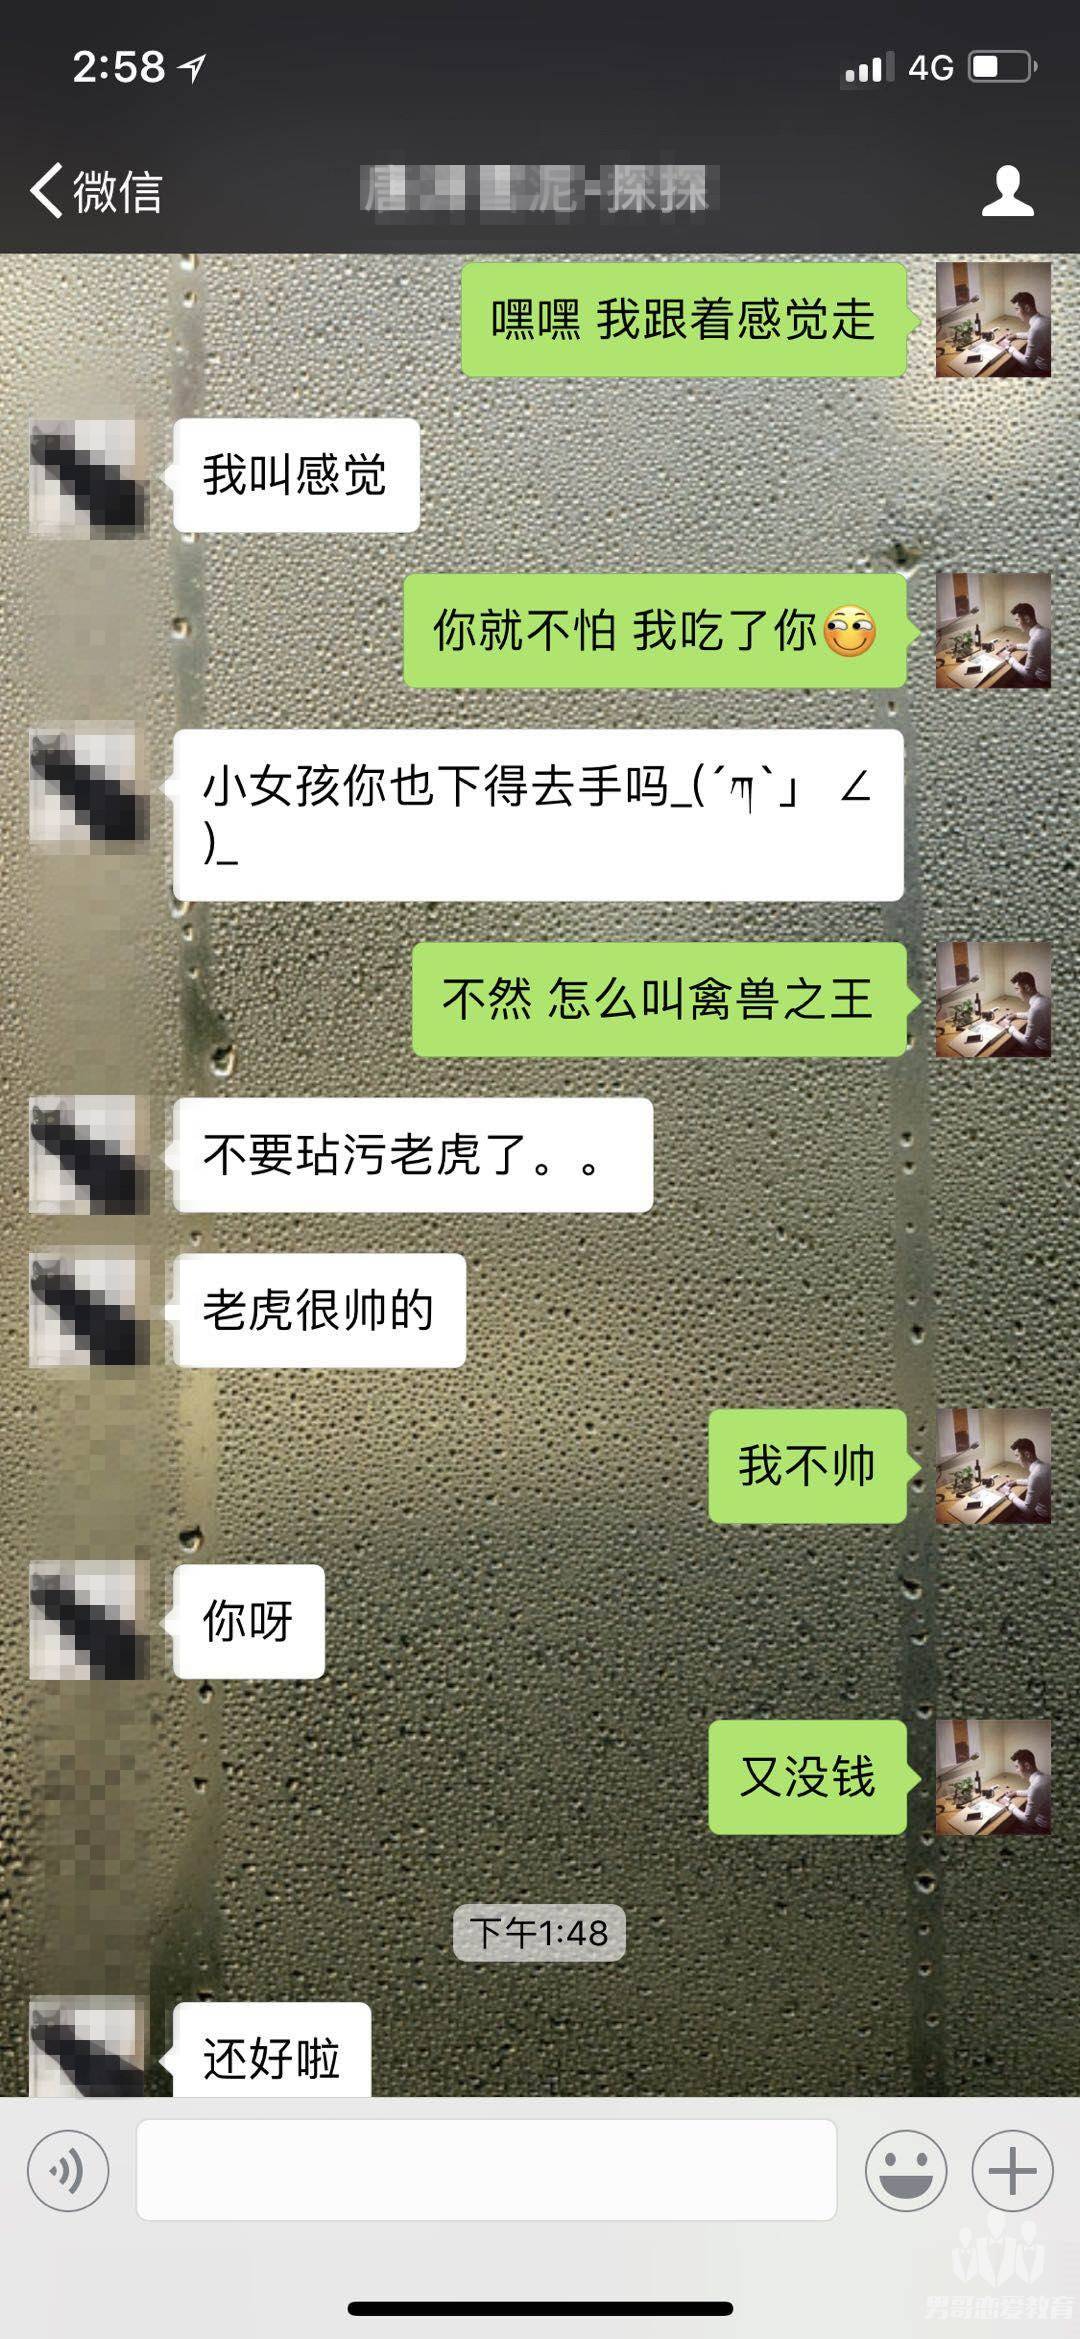 2:58
4G
微信
泥-探探
嘿嘿 我跟着感觉走
我叫感觉
你就不怕 我吃了你
小女孩你也下得去手吗_(´ཀ`」 ∠
)_
不然 怎么叫禽兽之王
不要玷污老虎了。。
老虎很帅的
我不帅
你呀
又没钱
下午1:48
还好啦
男哥恋爱教育